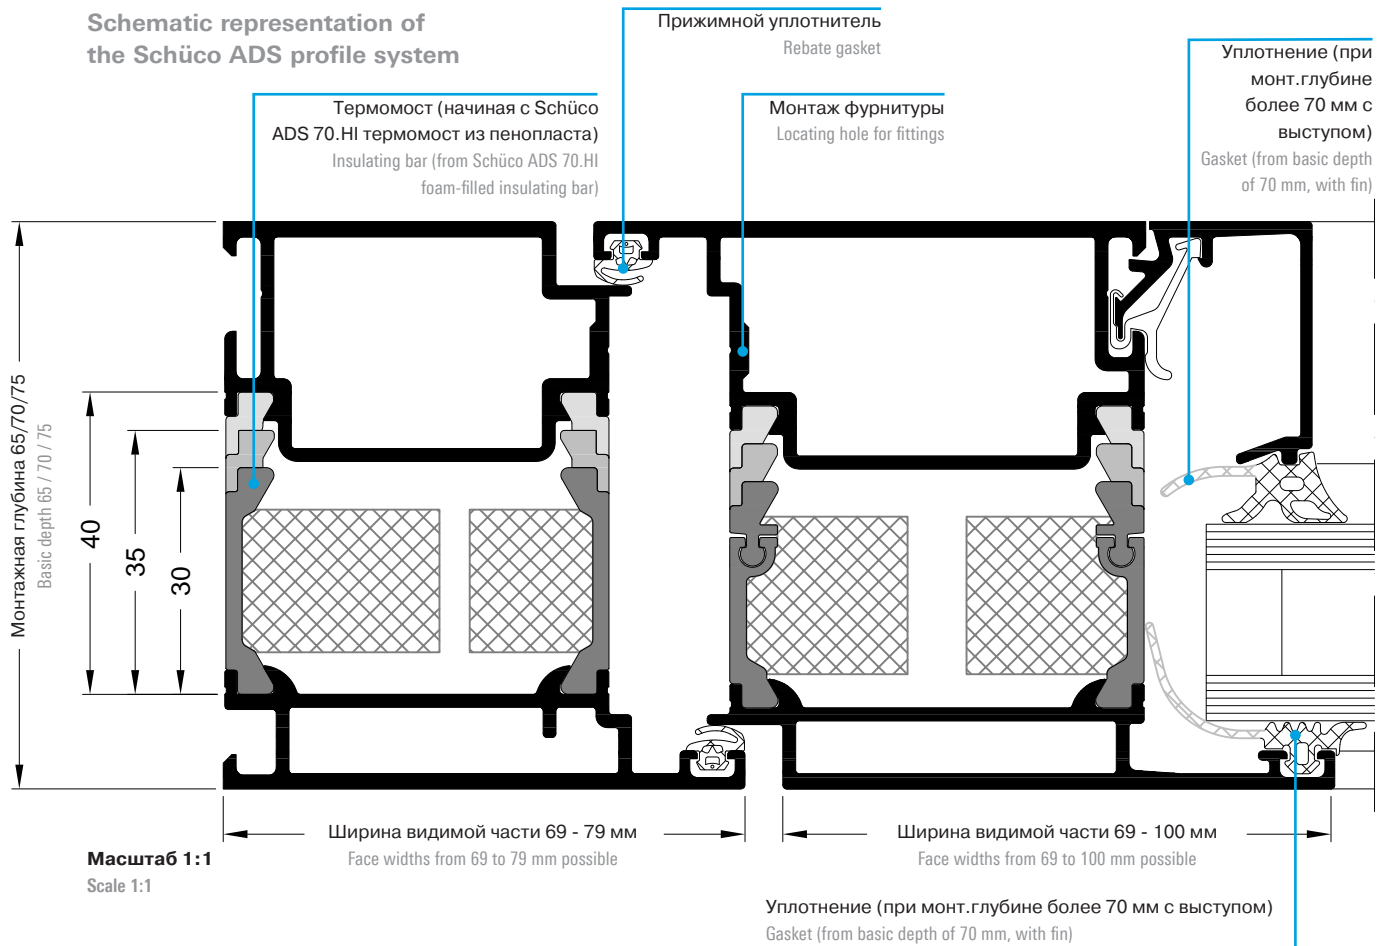 Schematic representation of
the Schüco ADS profile system
Прижимной уплотнитель
Rebate gasket
Уплотнение (при
монт.глубине
более 70 мм с
выступом)
Gasket (from basic depth
of 70 mm, with fin)
Термомост (начиная с Schüco
ADS 70.HI термомост из пенопласта)
Insulating bar (from Schüco ADS 70.HI
foam-filled insulating bar)
Монтаж фурнитуры
Locating hole for fittings
Монтажная глубина 65/70/75
Basic depth 65 / 70 / 75
40
35
30
Ширина видимой части 69 - 79 мм
Face widths from 69 to 79 mm possible
Ширина видимой части 69 - 100 мм
Face widths from 69 to 100 mm possible
Масштаб 1:1
Scale 1:1
Уплотнение (при монт.глубине более 70 мм с выступом)
Gasket (from basic depth of 70 mm, with fin)